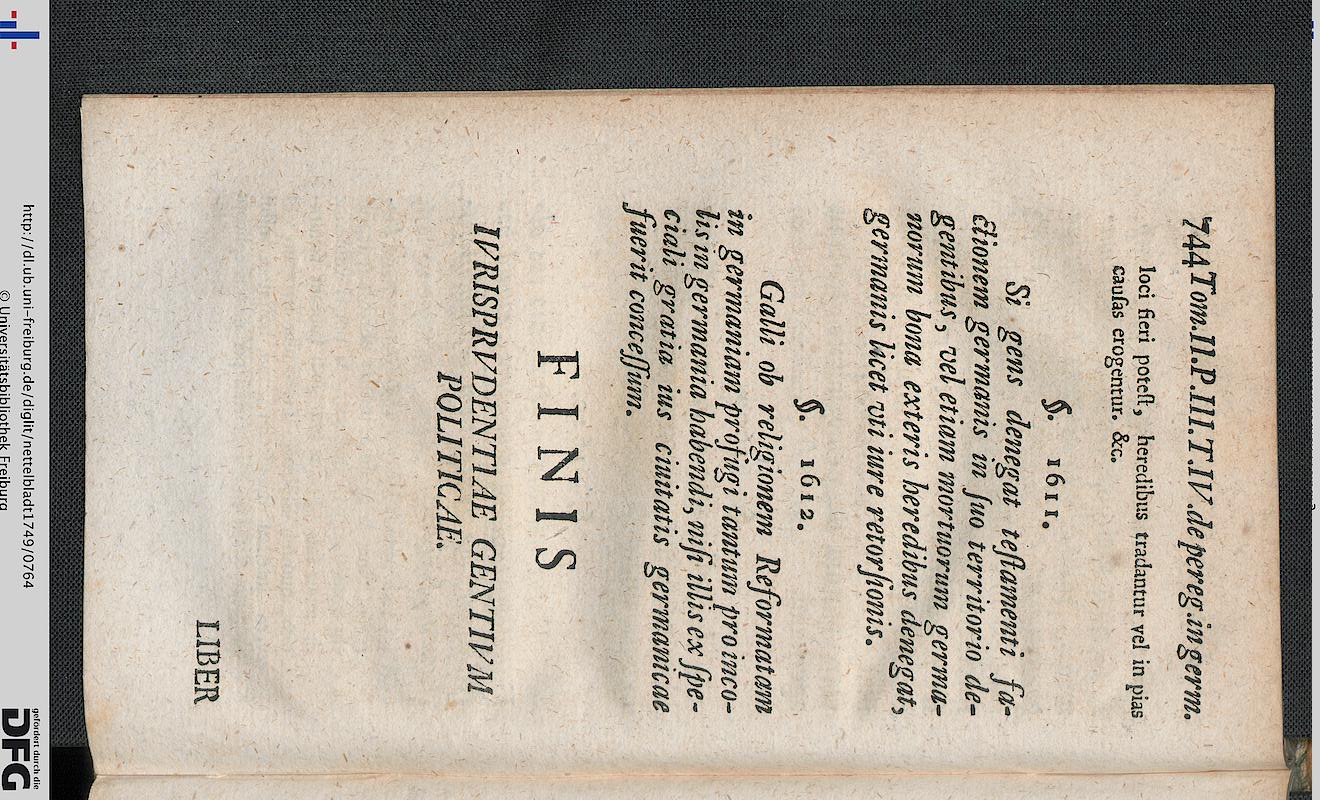 744 Tom. II. P. III. T. IV. de pereg. in germ.
loci fieri poteſt, heredibus tradantur vel in pias
cauſas erogentur. &c.
§. 1611.
Si gens denegat teſtamenti fa-
ctionem germanis in ſuo territorio de-
gentibus, vel etiam mortuorum germa-
norum bona exteris heredibus denegat,
germanis licet vti iure retorſionis.
§. 1612.
Galli ob religionem Reformatam
in germaniam profugi tantum pro inco-
lis in germania habendi, niſi illis ex ſpe-
ciali gratia ius ciuitatis germanicae
fuerit conceſſum.
FINIS
IVRISPRVDENTIAE GENTIVM
POLITICAE.
LIBER
http://dl.ub.uni-freiburg.de/diglit/nettelbladt1749/0764
© Universitätsbibliothek Freiburg
gefördert durch die
DFG